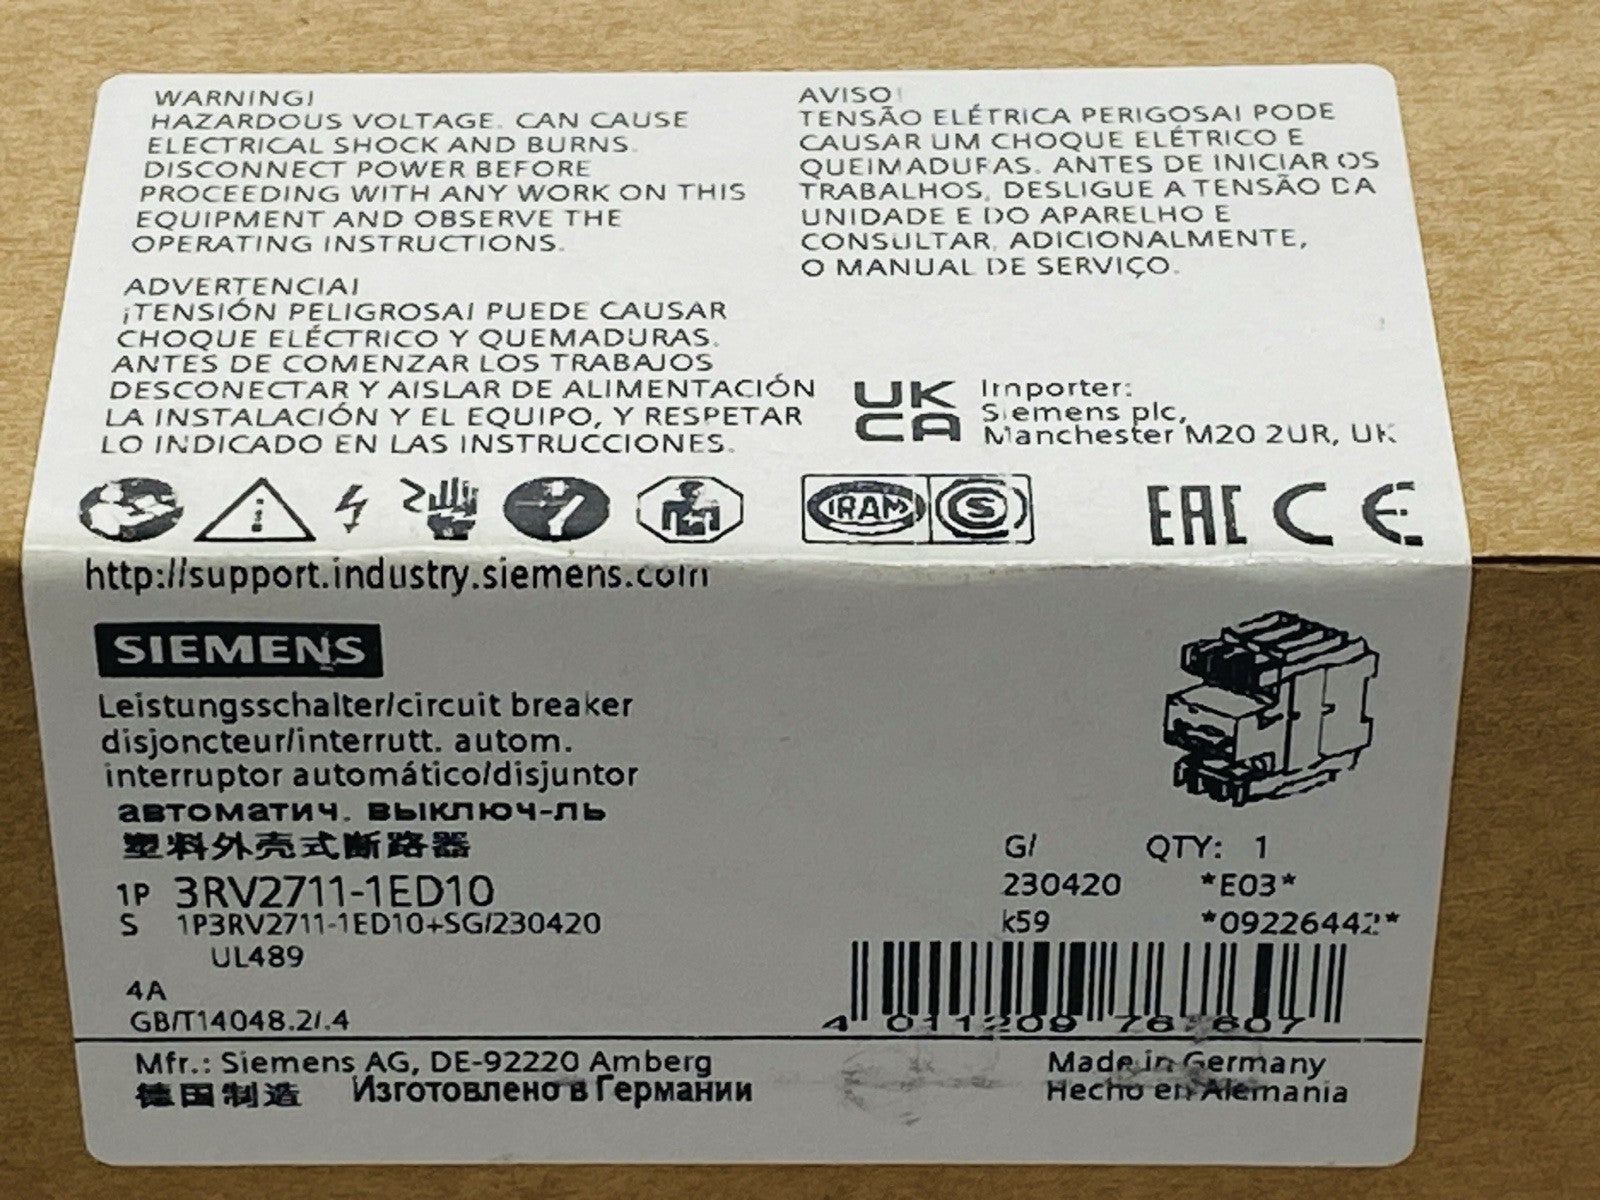 WARNING!
HAZARDOUS VOLTAGE. CAN CAUSE
ELECTRICAL SHOCK AND BURNS.
DISCONNECT POWER BEFORE
PROCEEDING WITH ANY WORK ON THIS
EQUIPMENT AND OBSERVE THE
OPERATING INSTRUCTIONS.
ADVERTENCIA!
¡TENSIÓN PELIGROSA! PUEDE CAUSAR
CHOQUE ELÉCTRICO Y QUEMADURAS.
ANTES DE COMENZAR LOS TRABAJOS
DESCONECTAR Y AISLAR DE ALIMENTACIÓN
LA INSTALACIÓN Y EL EQUIPO, Y RESPETAR
LO INDICADO EN LAS INSTRUCCIONES.
AVISO!
TENSÃO ELÉTRICA PERIGOSA! PODE
CAUSAR UM CHOQUE ELÉTRICO E
QUEIMADURAS. ANTES DE INICIAR OS
TRABALHOS, DESLIGUE A TENSÃO DA
UNIDADE E DO APARELHO E
CONSULTAR, ADICIONALMENTE,
O MANUAL DE SERVIÇO.
UK
CA
Importer:
Siemens plc,
Manchester M20 2UR, UK
IRAM S
EAC CE
http://support.industry.siemens.com
SIEMENS
Leistungsschalter/circuit breaker
disjoncteur/interrutt. autom.
interruptor automático/disjuntor
автоматич. выключ-ль
塑料外壳式断路器
1P 3RV2711-1ED10
S 1P3RV2711-1ED10+SG/230420
UL489
4A
GB/T14048.2/.4
G/ QTY: 1
230420 *E03*
k59 *09226442*
4 011209 767607
Mfr.: Siemens AG, DE-92220 Amberg
德国制造 Изготовлено в Германии
Made in Germany
Hecho en Alemania